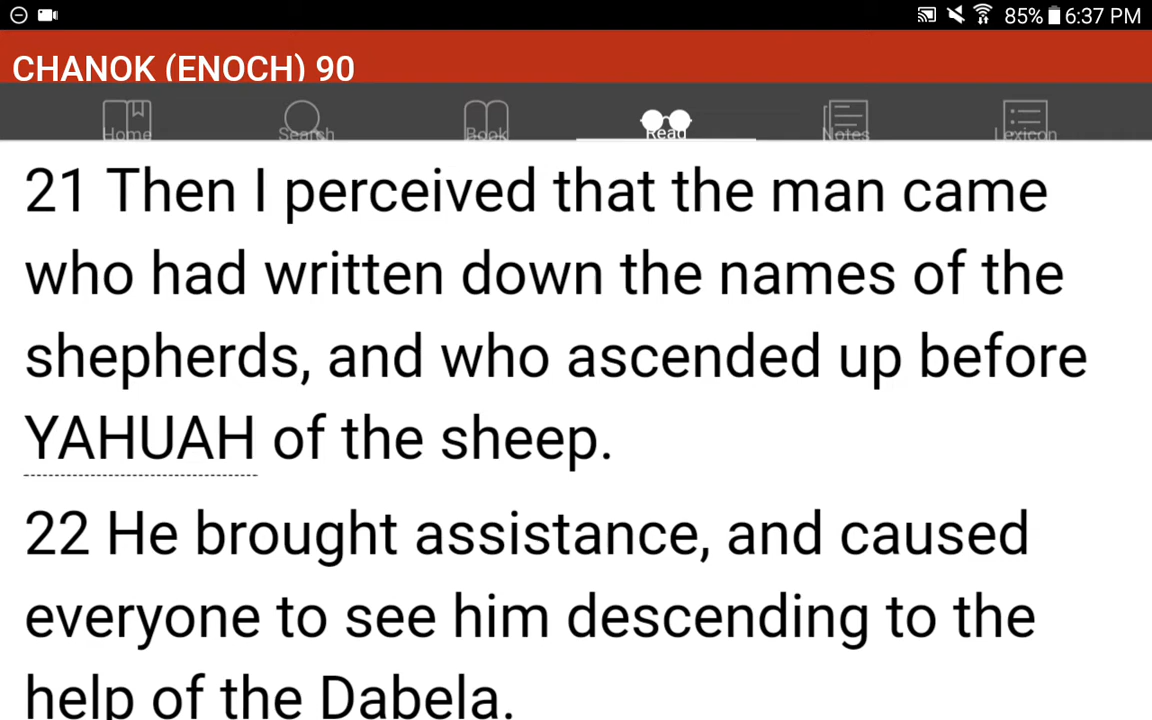 85% 6:37 PM
CHANOK (ENOCH) 90
Home Search Book Read Notes Lexicon
21 Then I perceived that the man came
who had written down the names of the
shepherds, and who ascended up before
YAHUAH of the sheep.
22 He brought assistance, and caused
everyone to see him descending to the
help of the Dabela.